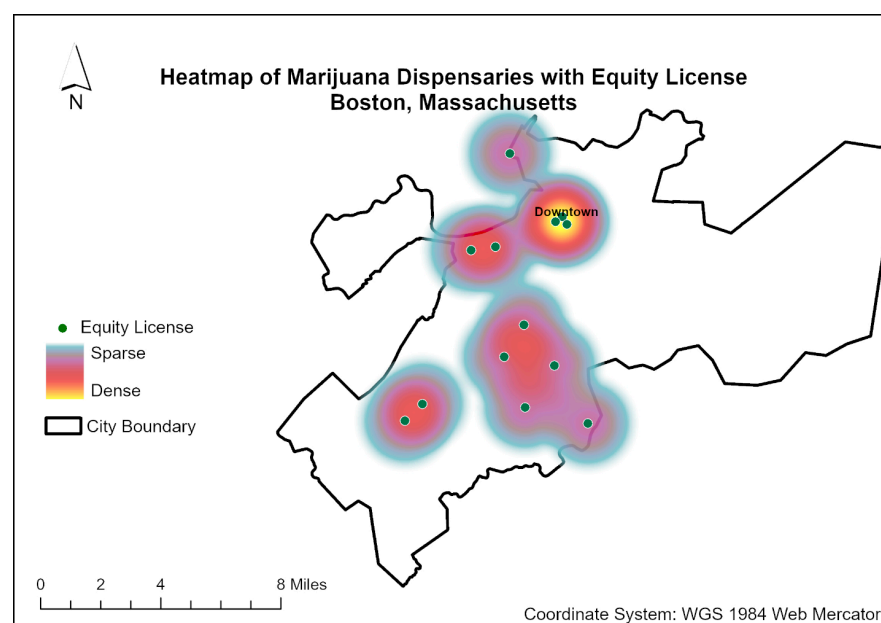 Heatmap of Marijuana Dispensaries with Equity License
Boston, Massachusetts
N
Downtown
Equity License
Sparse
Dense
City Boundary
0 2 4 8 Miles
Coordinate System: WGS 1984 Web Mercator